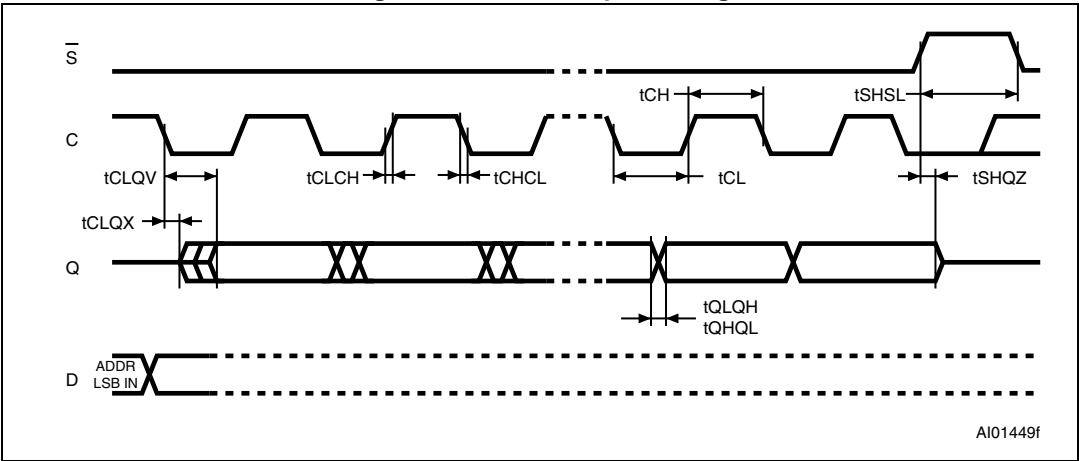 S
tCH
tSHSL
C
tCLQV
tCLCH
tCHCL
tCL
tSHQZ
tCLQX
Q
tQLQH
tQHQL
ADDR
D
LSB IN
AI01449f